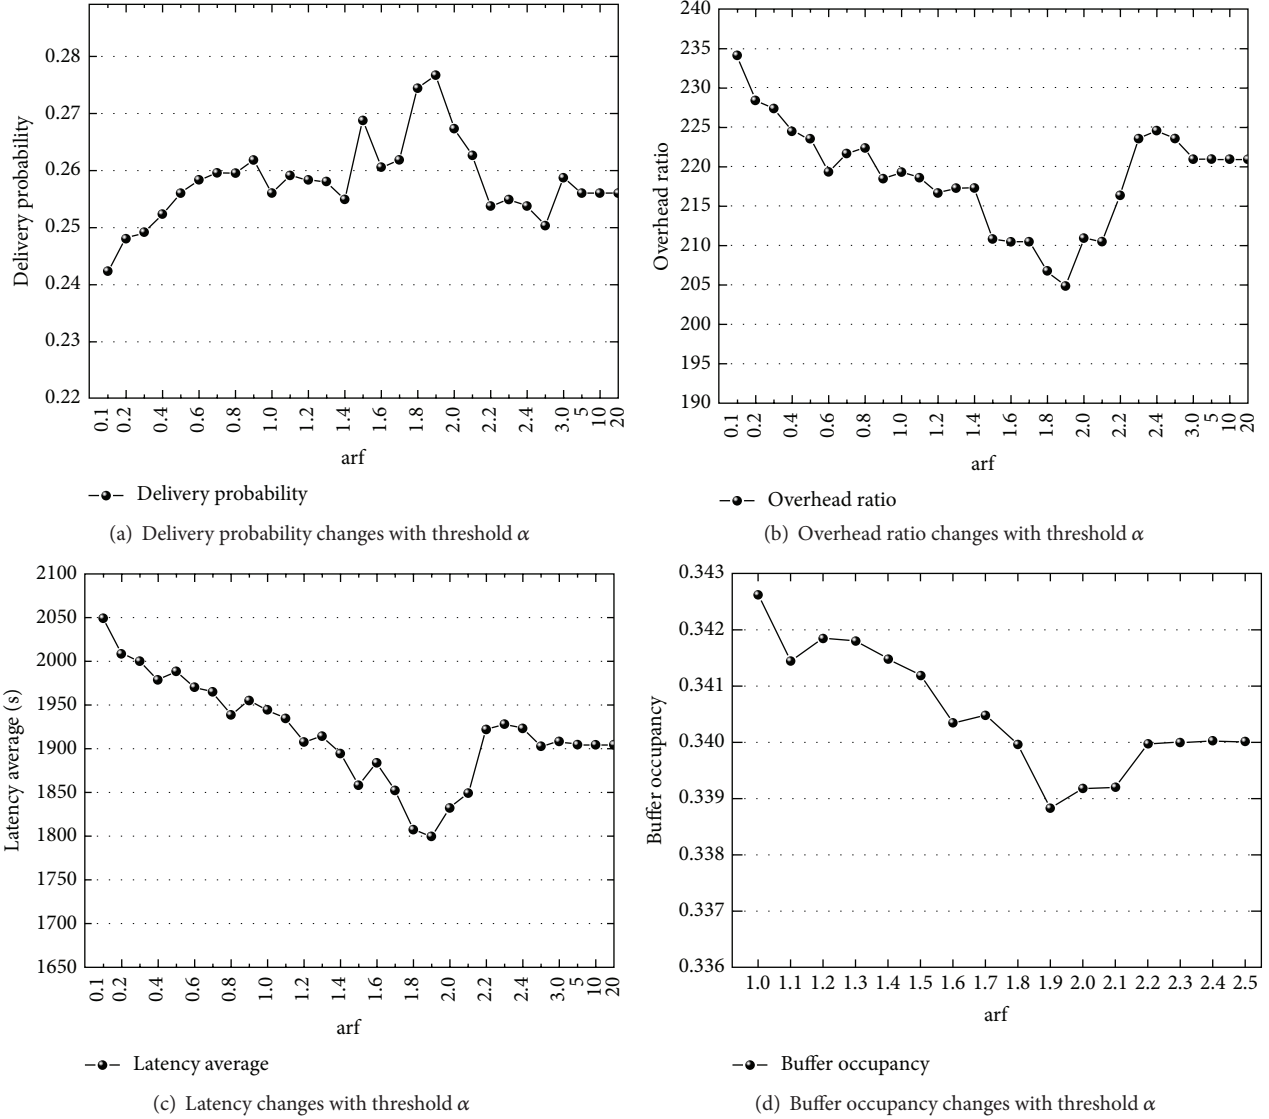 0.28
0.27
0.26
0.25
0.24
0.23
0.22
Delivery probability
0.1 0.2 0.4 0.6 0.8 1.0 1.2 1.4 1.6 1.8 2.0 2.2 2.4 3.0 5 10 20
arf
Delivery probability
(a) Delivery probability changes with threshold α
240
235
230
225
220
215
210
205
200
195
190
Overhead ratio
0.1 0.2 0.4 0.6 0.8 1.0 1.2 1.4 1.6 1.8 2.0 2.2 2.4 3.0 5 10 20
arf
Overhead ratio
(b) Overhead ratio changes with threshold α
2100
2050
2000
1950
1900
1850
1800
1750
1700
1650
Latency average (s)
0.1 0.2 0.4 0.6 0.8 1.0 1.2 1.4 1.6 1.8 2.0 2.2 2.4 3.0 5 10 20
arf
Latency average
(c) Latency changes with threshold α
0.343
0.342
0.341
0.340
0.339
0.338
0.337
0.336
Buffer occupancy
1.0 1.1 1.2 1.3 1.4 1.5 1.6 1.7 1.8 1.9 2.0 2.1 2.2 2.3 2.4 2.5
arf
Buffer occupancy
(d) Buffer occupancy changes with threshold α